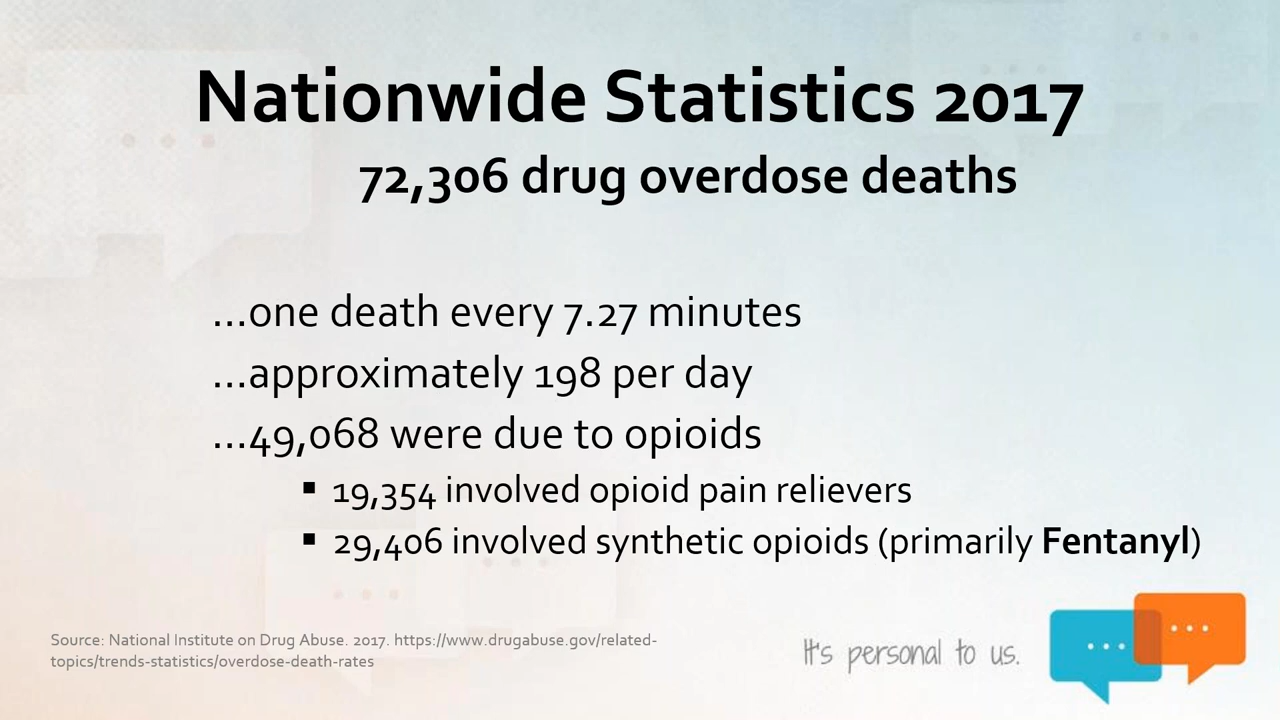 Nationwide Statistics 2017
72,306 drug overdose deaths
...one death every 7.27 minutes
...approximately 198 per day
...49,068 were due to opioids
▪ 19,354 involved opioid pain relievers
▪ 29,406 involved synthetic opioids (primarily Fentanyl)
Source: National Institute on Drug Abuse. 2017. https://www.drugabuse.gov/related-
topics/trends-statistics/overdose-death-rates
It's personal to us.